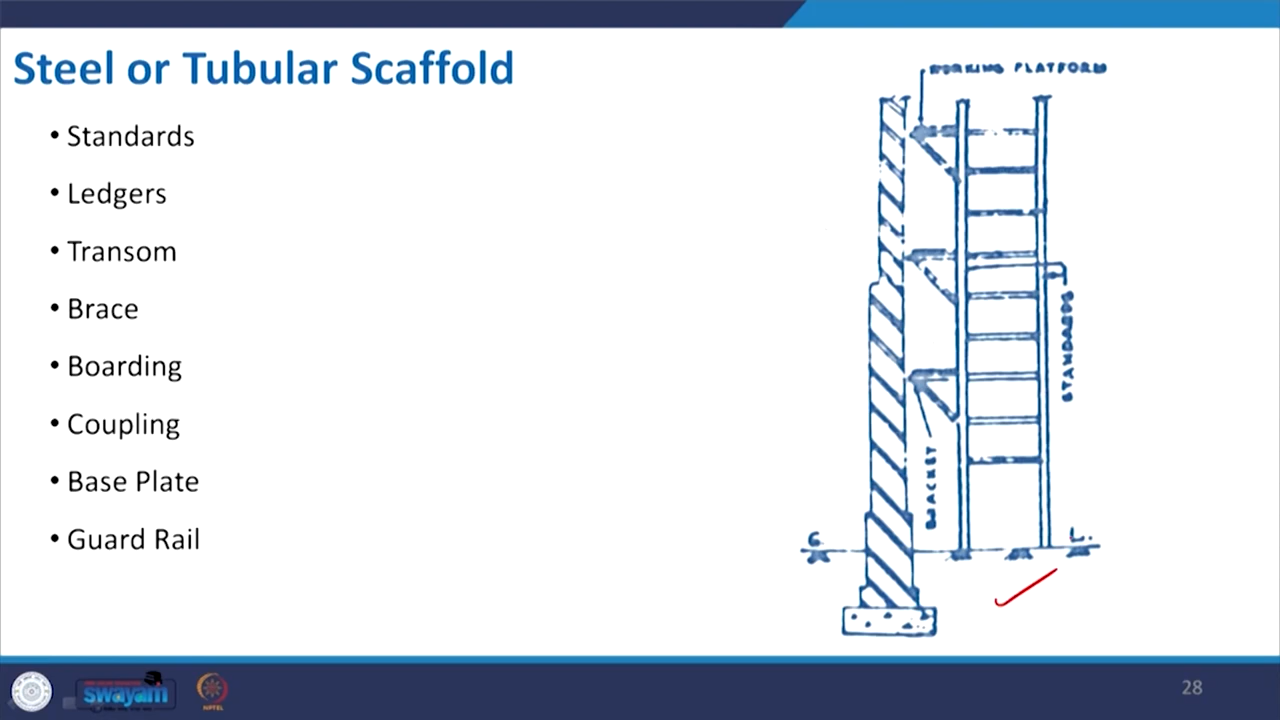 Steel or Tubular Scaffold
• Standards
• Ledgers
• Transom
• Brace
• Boarding
• Coupling
• Base Plate
• Guard Rail
WORKING PLATFORM
STANDARDS
BRACKET
G. L.
swayam
NPTEL
28